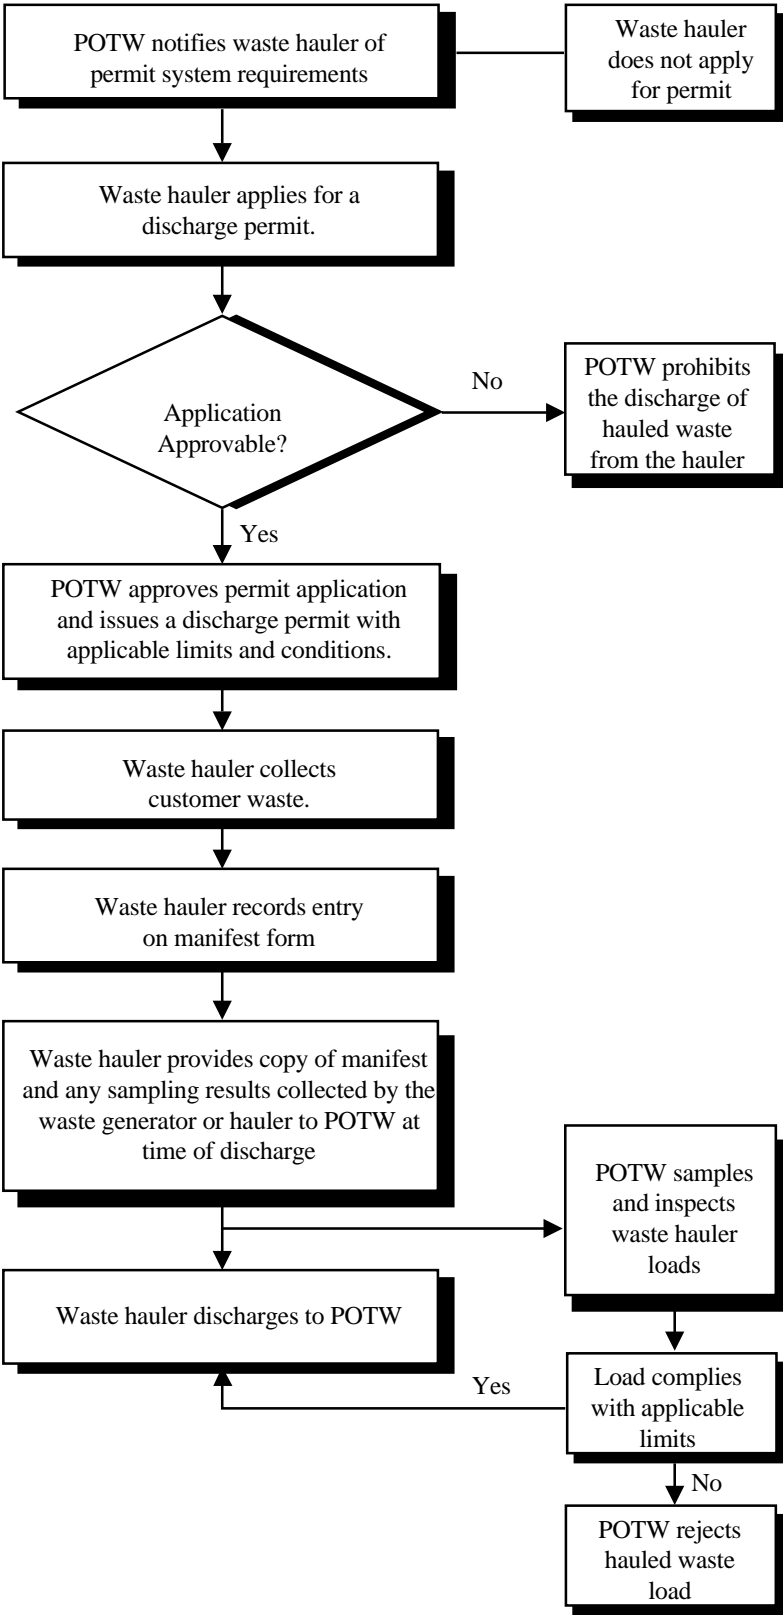 POTW notifies waste hauler of
permit system requirements
Waste hauler
does not apply
for permit
Waste hauler applies for a
discharge permit.
Application
Approvable?
No
POTW prohibits
the discharge of
hauled waste
from the hauler
Yes
POTW approves permit application
and issues a discharge permit with
applicable limits and conditions.
Waste hauler collects
customer waste.
Waste hauler records entry
on manifest form
Waste hauler provides copy of manifest
and any sampling results collected by the
waste generator or hauler to POTW at
time of discharge
POTW samples
and inspects
waste hauler
loads
Waste hauler discharges to POTW
Yes
Load complies
with applicable
limits
No
POTW rejects
hauled waste
load